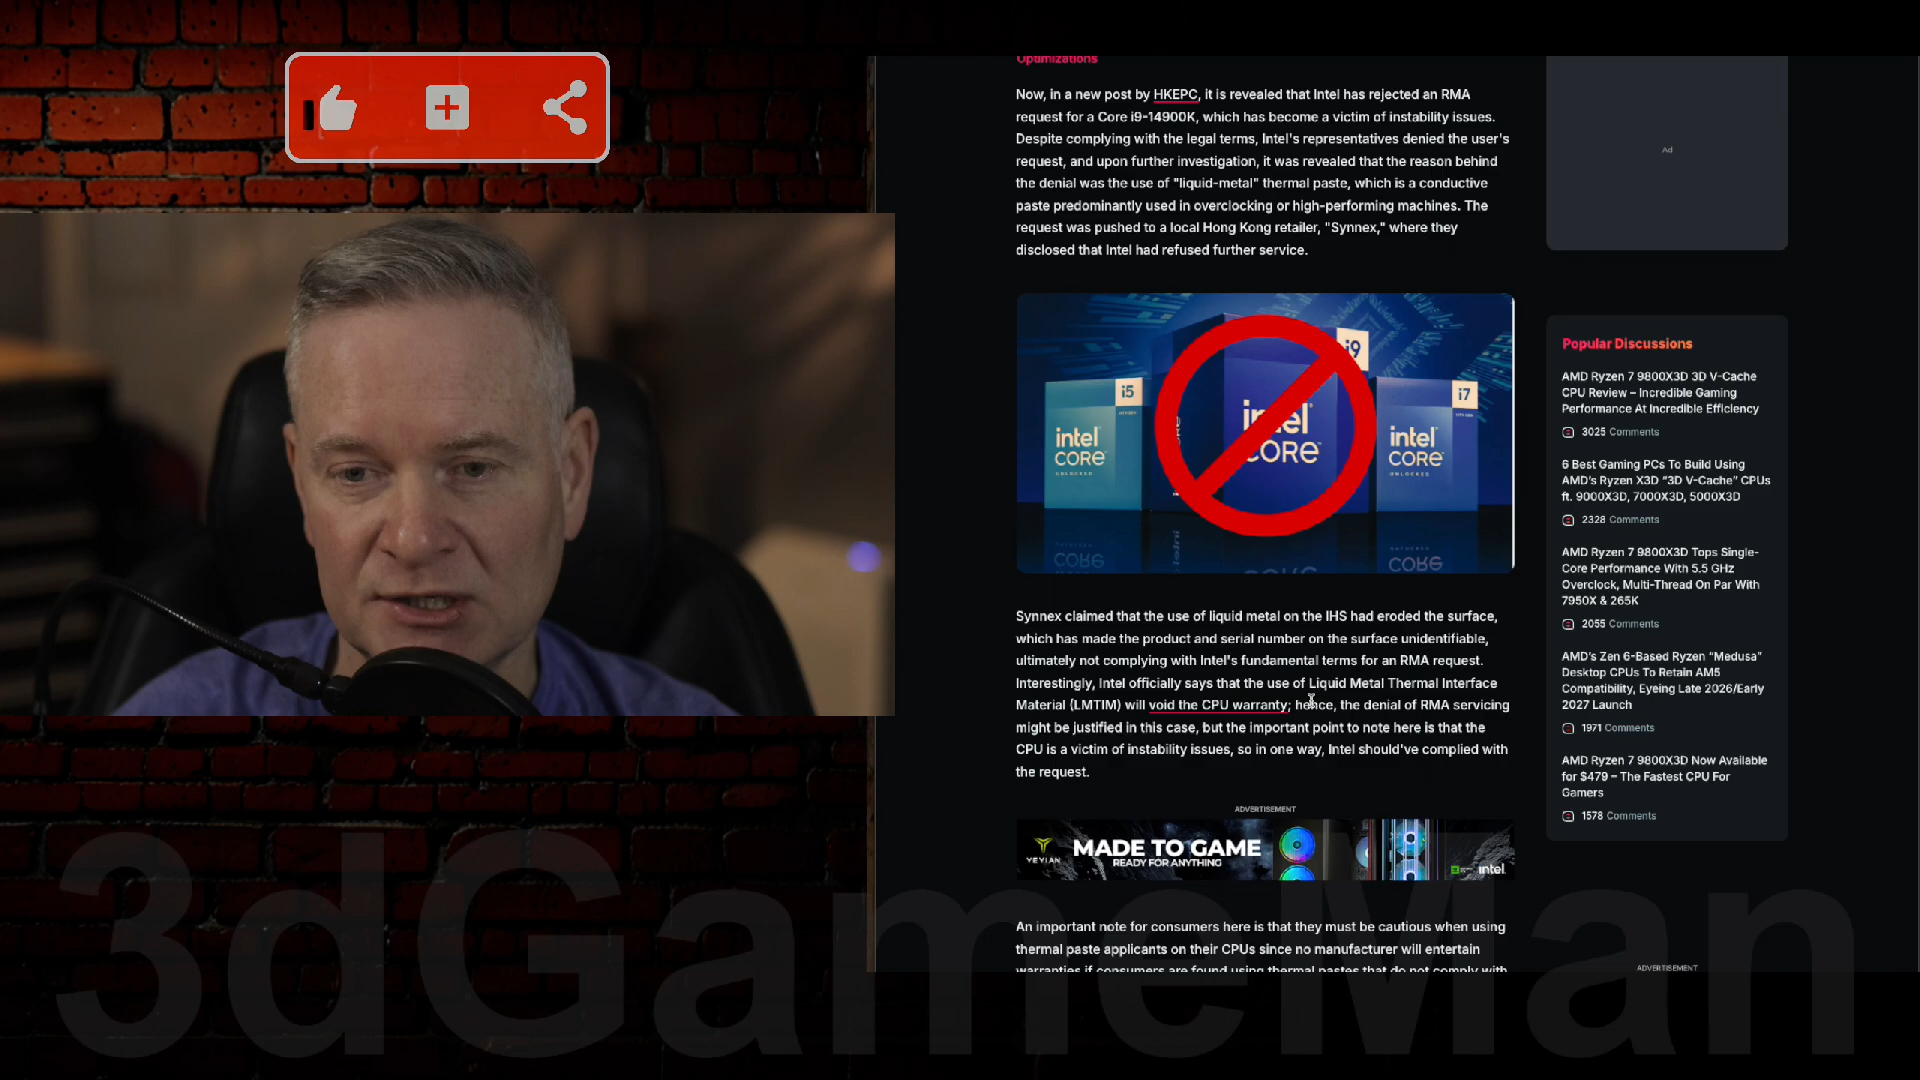 Optimizations
Now, in a new post by HKEPC, it is revealed that Intel has rejected an RMA
request for a Core i9-14900K, which has become a victim of instability issues.
Despite complying with the legal terms, Intel's representatives denied the user's
request, and upon further investigation, it was revealed that the reason behind
the denial was the use of "liquid-metal" thermal paste, which is a conductive
paste predominantly used in overclocking or high-performing machines. The
request was pushed to a local Hong Kong retailer, "Synnex," where they
disclosed that Intel had refused further service.
i5
intel
CORE
UNLOCKED
i9
intel
CORE
i7
intel
CORE
UNLOCKED
Synnex claimed that the use of liquid metal on the IHS had eroded the surface,
which has made the product and serial number on the surface unidentifiable,
ultimately not complying with Intel's fundamental terms for an RMA request.
Interestingly, Intel officially says that the use of Liquid Metal Thermal Interface
Material (LMTIM) will void the CPU warranty; hence, the denial of RMA servicing
might be justified in this case, but the important point to note here is that the
CPU is a victim of instability issues, so in one way, Intel should've complied with
the request.
ADVERTISEMENT
YEYIAN
MADE TO GAME
READY FOR ANYTHING
intel
An important note for consumers here is that they must be cautious when using
thermal paste applicants on their CPUs since no manufacturer will entertain
warranties if consumers are found using thermal pastes that do not comply with
Ad
Popular Discussions
AMD Ryzen 7 9800X3D 3D V-Cache
CPU Review – Incredible Gaming
Performance At Incredible Efficiency
3025 Comments
6 Best Gaming PCs To Build Using
AMD's Ryzen X3D “3D V-Cache” CPUs
ft. 9000X3D, 7000X3D, 5000X3D
2328 Comments
AMD Ryzen 7 9800X3D Tops Single-
Core Performance With 5.5 GHz
Overclock, Multi-Thread On Par With
7950X & 265K
2055 Comments
AMD's Zen 6-Based Ryzen “Medusa”
Desktop CPUs To Retain AM5
Compatibility, Eyeing Late 2026/Early
2027 Launch
1971 Comments
AMD Ryzen 7 9800X3D Now Available
for $479 – The Fastest CPU For
Gamers
1578 Comments
ADVERTISEMENT
3dGameMan